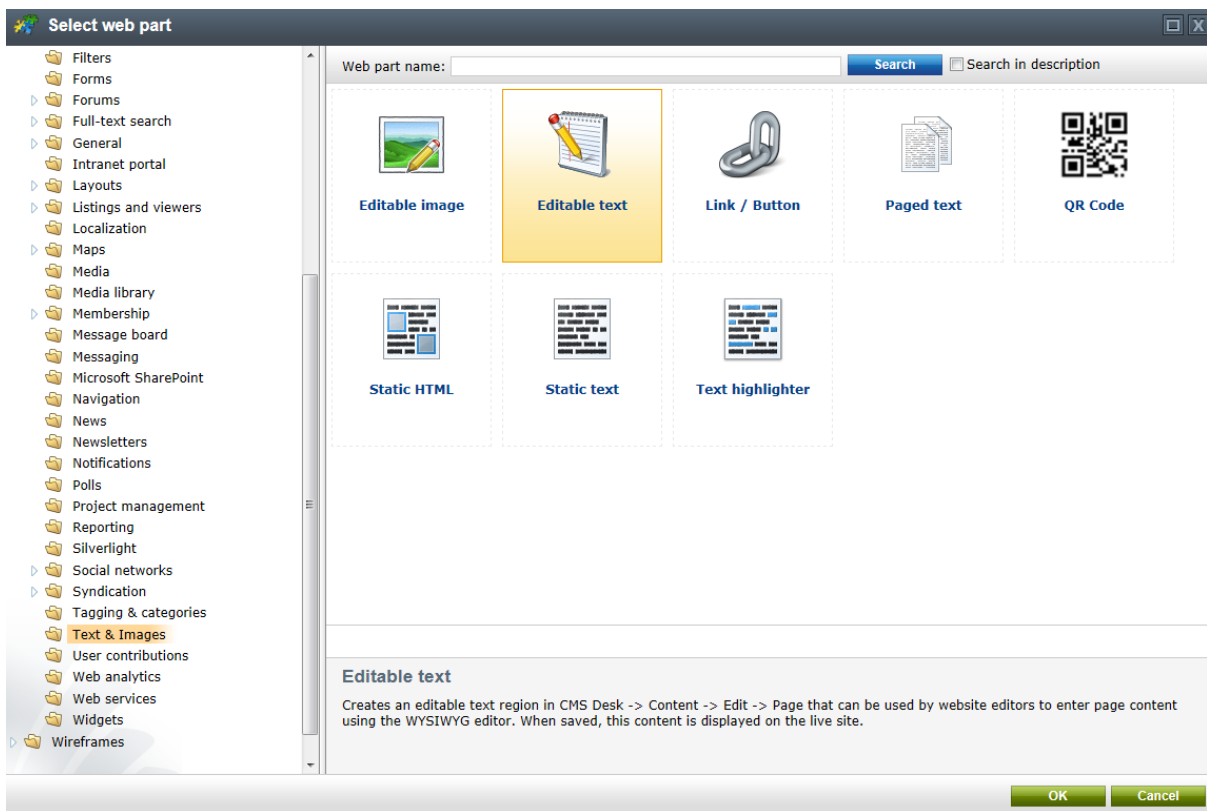 Select web part
X
Filters
Forms
Forums
Full-text search
General
Intranet portal
Layouts
Listings and viewers
Localization
Maps
Media
Media library
Membership
Message board
Messaging
Microsoft SharePoint
Navigation
News
Newsletters
Notifications
Polls
Project management
Reporting
Silverlight
Social networks
Syndication
Tagging & categories
Text & Images
User contributions
Web analytics
Web services
Widgets
Wireframes
Web part name:
Search
Search in description
Editable image
Editable text
Link / Button
Paged text
QR Code
Static HTML
Static text
Text highlighter
Editable text
Creates an editable text region in CMS Desk -> Content -> Edit -> Page that can be used by website editors to enter page content
using the WYSIWYG editor. When saved, this content is displayed on the live site.
OK
Cancel